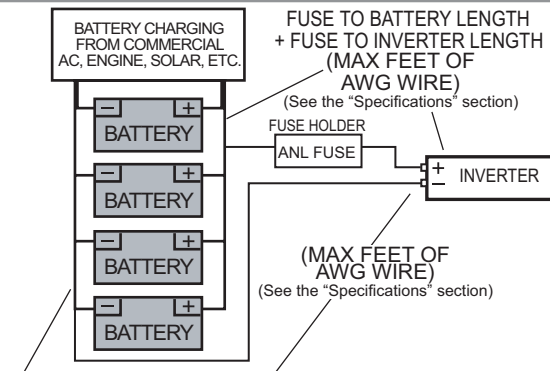 BATTERY CHARGING
FROM COMMERCIAL
AC, ENGINE, SOLAR, ETC.
FUSE TO BATTERY LENGTH
+ FUSE TO INVERTER LENGTH
(MAX FEET OF
AWG WIRE)
(See the “Specifications” section)
FUSE HOLDER
ANL FUSE
+
−
INVERTER
− +
BATTERY
− +
BATTERY
− +
BATTERY
− +
BATTERY
(MAX FEET OF
AWG WIRE)
(See the “Specifications” section)